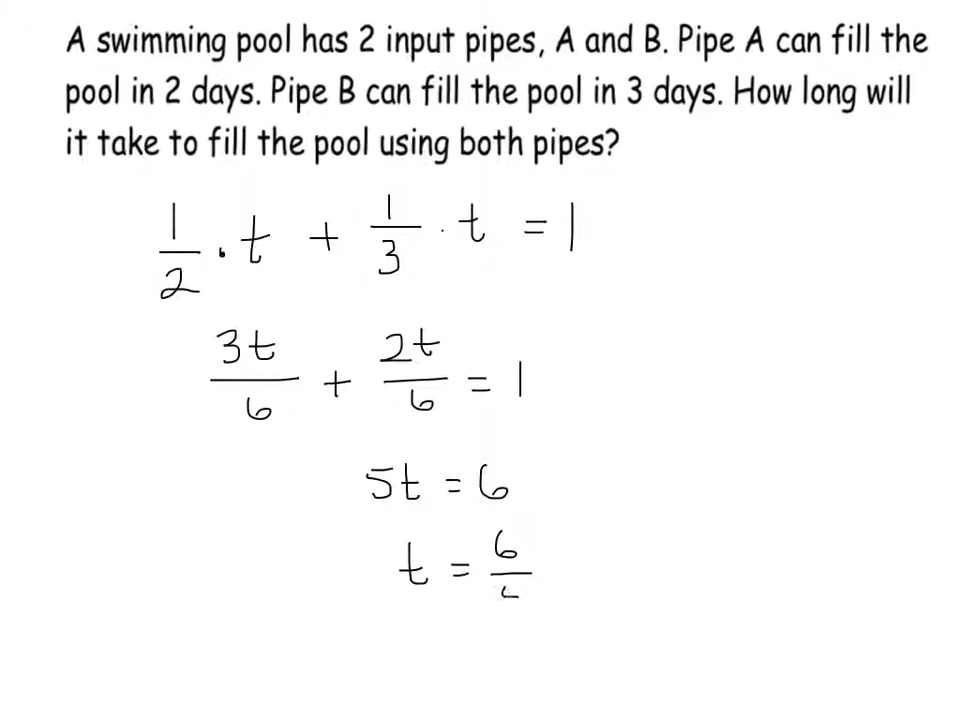 A swimming pool has 2 input pipes, A and B. Pipe A can fill the
pool in 2 days. Pipe B can fill the pool in 3 days. How long will
it take to fill the pool using both pipes?
1/2 · t + 1/3 · t = 1
3t/6 + 2t/6 = 1
5t = 6
t = 6/